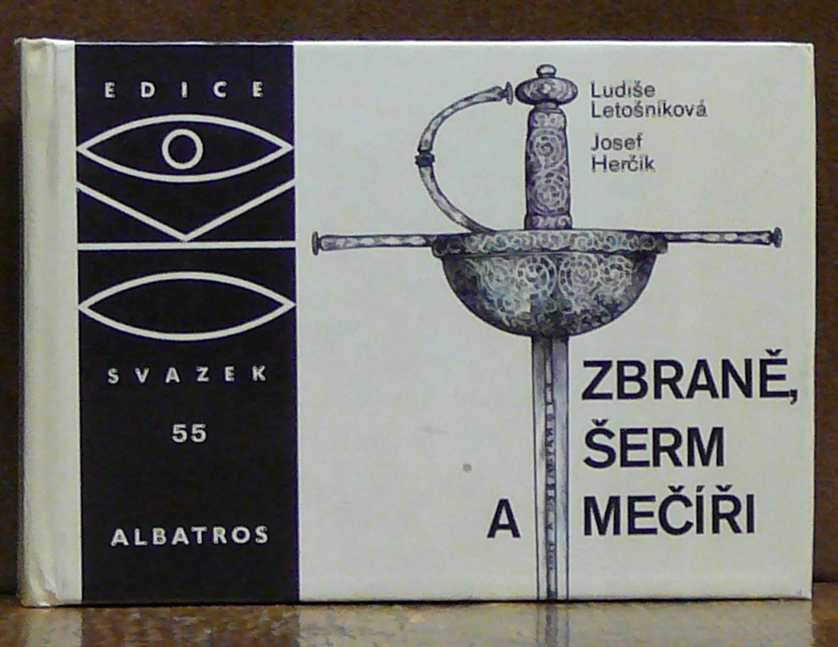 EDICE
SVAZEK
55
ALBATROS
Ludiše
Letošníková
Josef
Herčík
ZBRANĚ,
ŠERM
A MEČÍŘI